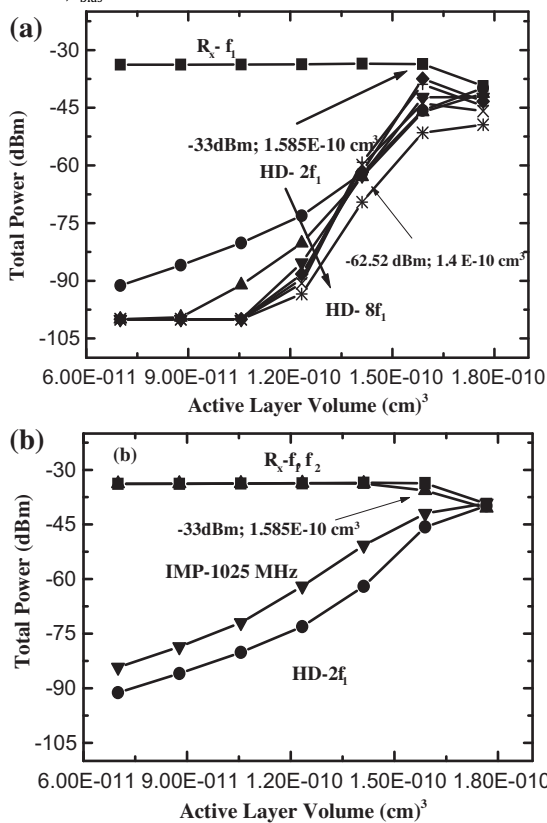 bias
(a)
-30
-45
-60
-75
-90
-105
Total Power (dBm)
Rx- f1
-33dBm; 1.585E-10 cm3
HD- 2f1
-62.52 dBm; 1.4 E-10 cm3
HD- 8f1
6.00E-011 9.00E-011 1.20E-010 1.50E-010 1.80E-010
Active Layer Volume (cm)3
(b)
(b)
-30
-45
-60
-75
-90
-105
Total Power (dBm)
Rx-f1, f2
-33dBm; 1.585E-10 cm3
IMP-1025 MHz
HD-2f1
6.00E-011 9.00E-011 1.20E-010 1.50E-010 1.80E-010
Active Layer Volume (cm)3